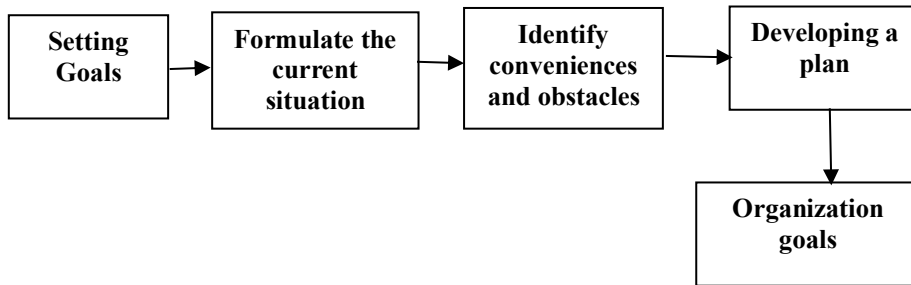 Setting
Goals
Formulate the
current
situation
Identify
conveniences
and obstacles
Developing a
plan
Organization
goals